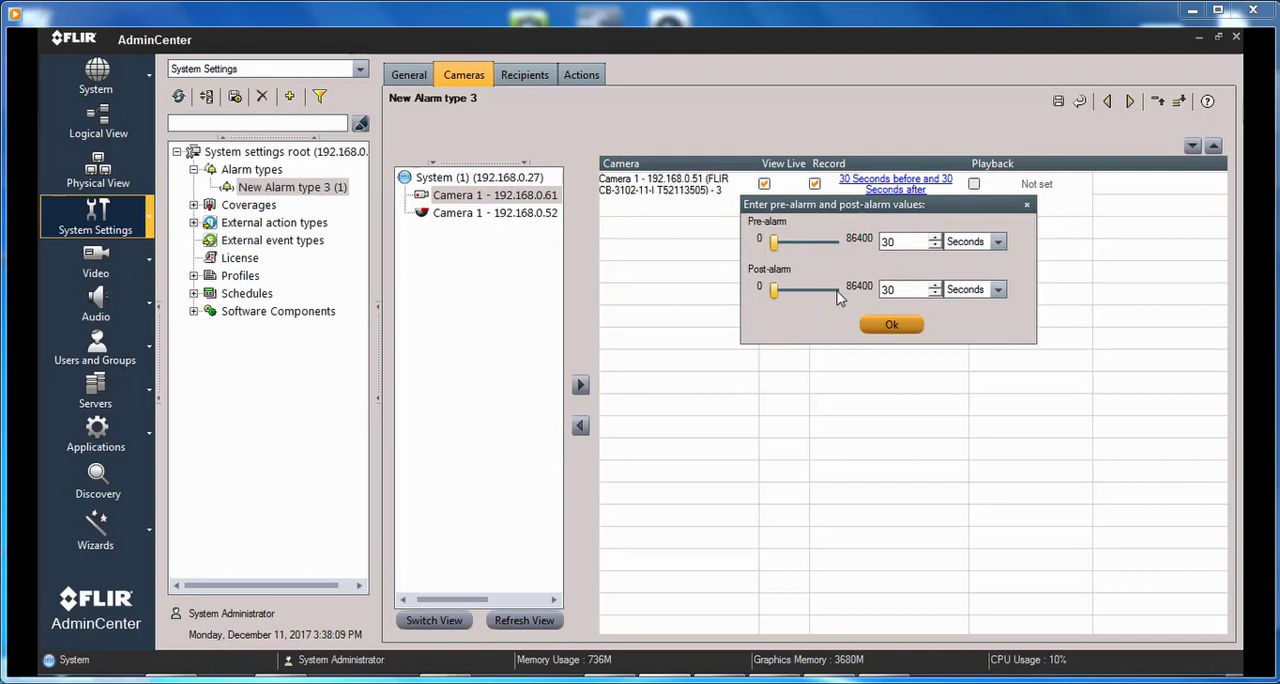 FLIR AdminCenter
System
Logical View
Physical View
System Settings
Video
Audio
Users and Groups
Servers
Applications
Discovery
Wizards
FLIR
AdminCenter
System Settings
System settings root (192.168.0.
Alarm types
New Alarm type 3 (1)
Coverages
External action types
External event types
License
Profiles
Schedules
Software Components
System Administrator
Monday, December 11, 2017 3:38:09 PM
General Cameras Recipients Actions
New Alarm type 3
System (1) (192.168.0.27)
Camera 1 - 192.168.0.61
Camera 1 - 192.168.0.52
Switch View Refresh View
Camera View Live Record Playback
Camera 1 - 192.168.0.51 (FLIR
CB-3102-11-I T52113505) - 3
30 Seconds before and 30
Seconds after
Not set
Enter pre-alarm and post-alarm values:
Pre-alarm
0 86400 30 Seconds
Post-alarm
0 86400 30 Seconds
Ok
System System Administrator Memory Usage : 736M Graphics Memory : 3680M CPU Usage : 10%